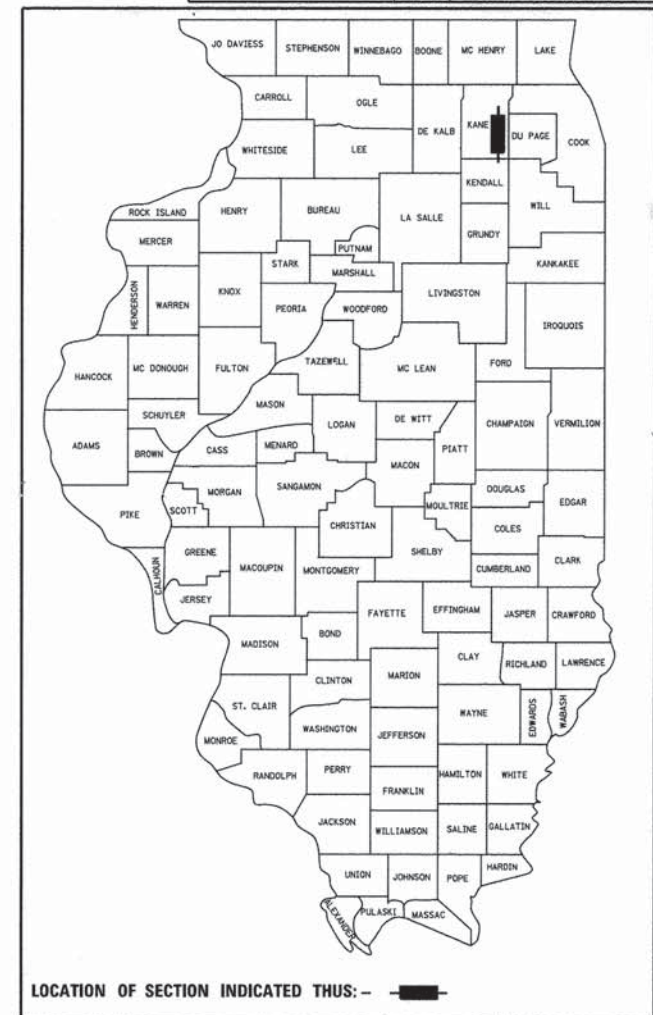 JO DAVIESS STEPHENSON WINNEBAGO BOONE MC HENRY LAKE
CARROLL OGLE
DE KALB KANE DU PAGE COOK
WHITESIDE LEE
KENDALL
WILL
ROCK ISLAND HENRY BUREAU LA SALLE GRUNDY
MERCER PUTNAM
STARK MARSHALL KANKAKEE
HENDERSON WARREN KNOX PEORIA WOODFORD LIVINGSTON
IROQUOIS
HANCOCK MC DONOUGH FULTON TAZEWELL MC LEAN FORD
SCHUYLER MASON LOGAN DE WITT CHAMPAIGN VERMILION
ADAMS BROWN CASS MENARD MACON PIATT
PIKE SCOTT MORGAN SANGAMON MOULTRIE DOUGLAS EDGAR
CHRISTIAN COLES
GREENE MACOUPIN MONTGOMERY SHELBY CUMBERLAND CLARK
CALHOUN JERSEY
BOND FAYETTE EFFINGHAM JASPER CRAWFORD
MADISON
CLINTON MARION CLAY RICHLAND LAWRENCE
ST. CLAIR WAYNE EDWARDS WABASH
MONROE WASHINGTON JEFFERSON
RANDOLPH PERRY HAMILTON WHITE
FRANKLIN
JACKSON WILLIAMSON SALINE GALLATIN
UNION JOHNSON POPE HARDIN
ALEXANDER PULASKI MASSAC
LOCATION OF SECTION INDICATED THUS: –